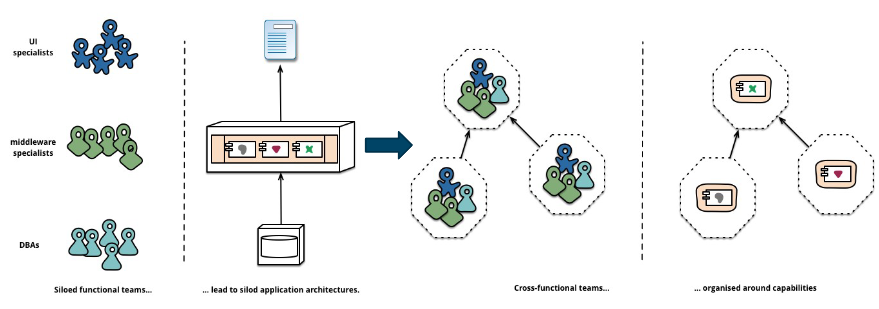 UI
specialists
middleware
specialists
DBAs
Siloed functional teams...
... lead to silod application architectures.
Cross-functional teams...
... organised around capabilities